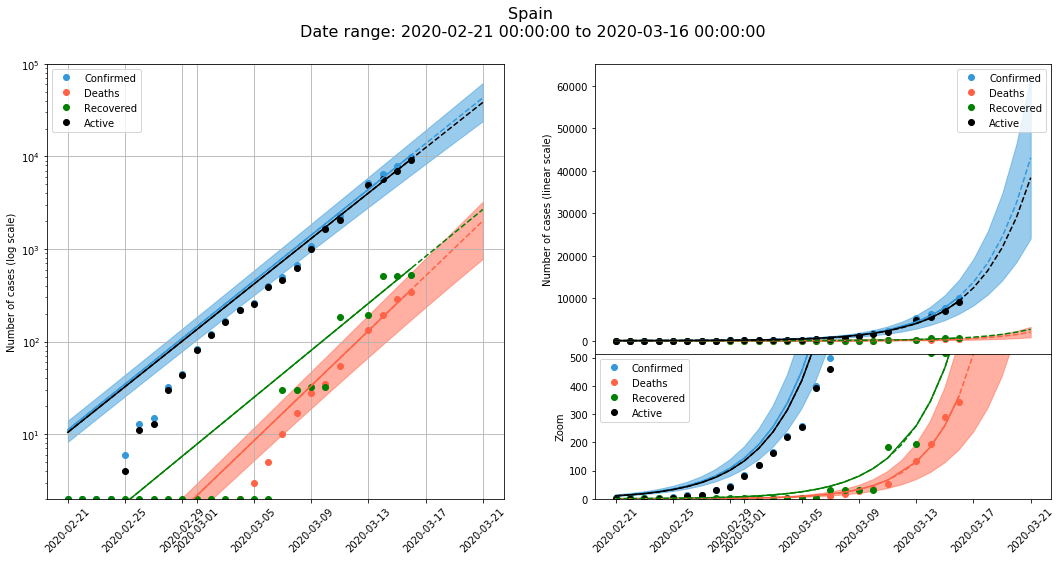 Spain
Date range: 2020-02-21 00:00:00 to 2020-03-16 00:00:00
Number of cases (log scale)
10^5
10^4
10^3
10^2
10^1
Confirmed
Deaths
Recovered
Active
2020-02-21
2020-02-25
2020-02-29
2020-03-01
2020-03-05
2020-03-09
2020-03-13
2020-03-17
2020-03-21
Number of cases (linear scale)
60000
50000
40000
30000
20000
10000
0
Confirmed
Deaths
Recovered
Active
Zoom
500
400
300
200
100
0
Confirmed
Deaths
Recovered
Active
2020-02-21
2020-02-25
2020-02-29
2020-03-01
2020-03-05
2020-03-09
2020-03-13
2020-03-17
2020-03-21